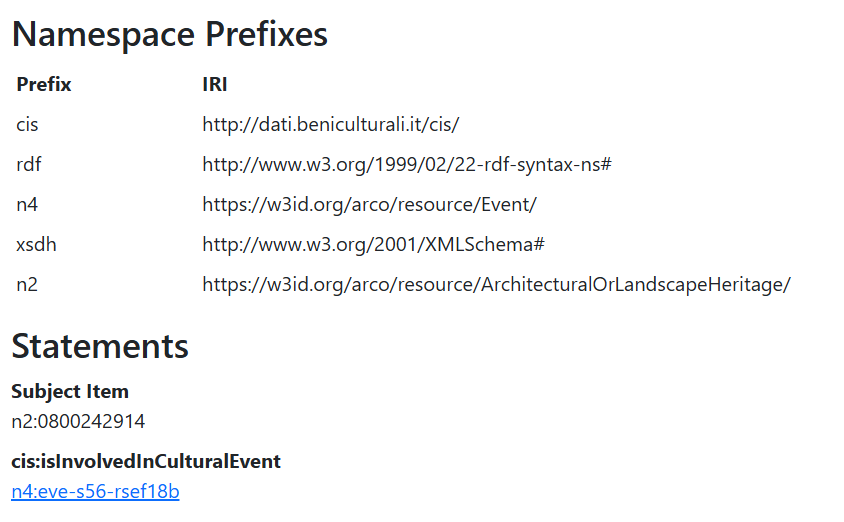 Namespace Prefixes
Prefix IRI
cis http://dati.beniculturali.it/cis/
rdf http://www.w3.org/1999/02/22-rdf-syntax-ns#
n4 https://w3id.org/arco/resource/Event/
xsdh http://www.w3.org/2001/XMLSchema#
n2 https://w3id.org/arco/resource/ArchitecturalOrLandscapeHeritage/
Statements
Subject Item
n2:0800242914
cis:isInvolvedInCulturalEvent
n4:eve-s56-rsef18b